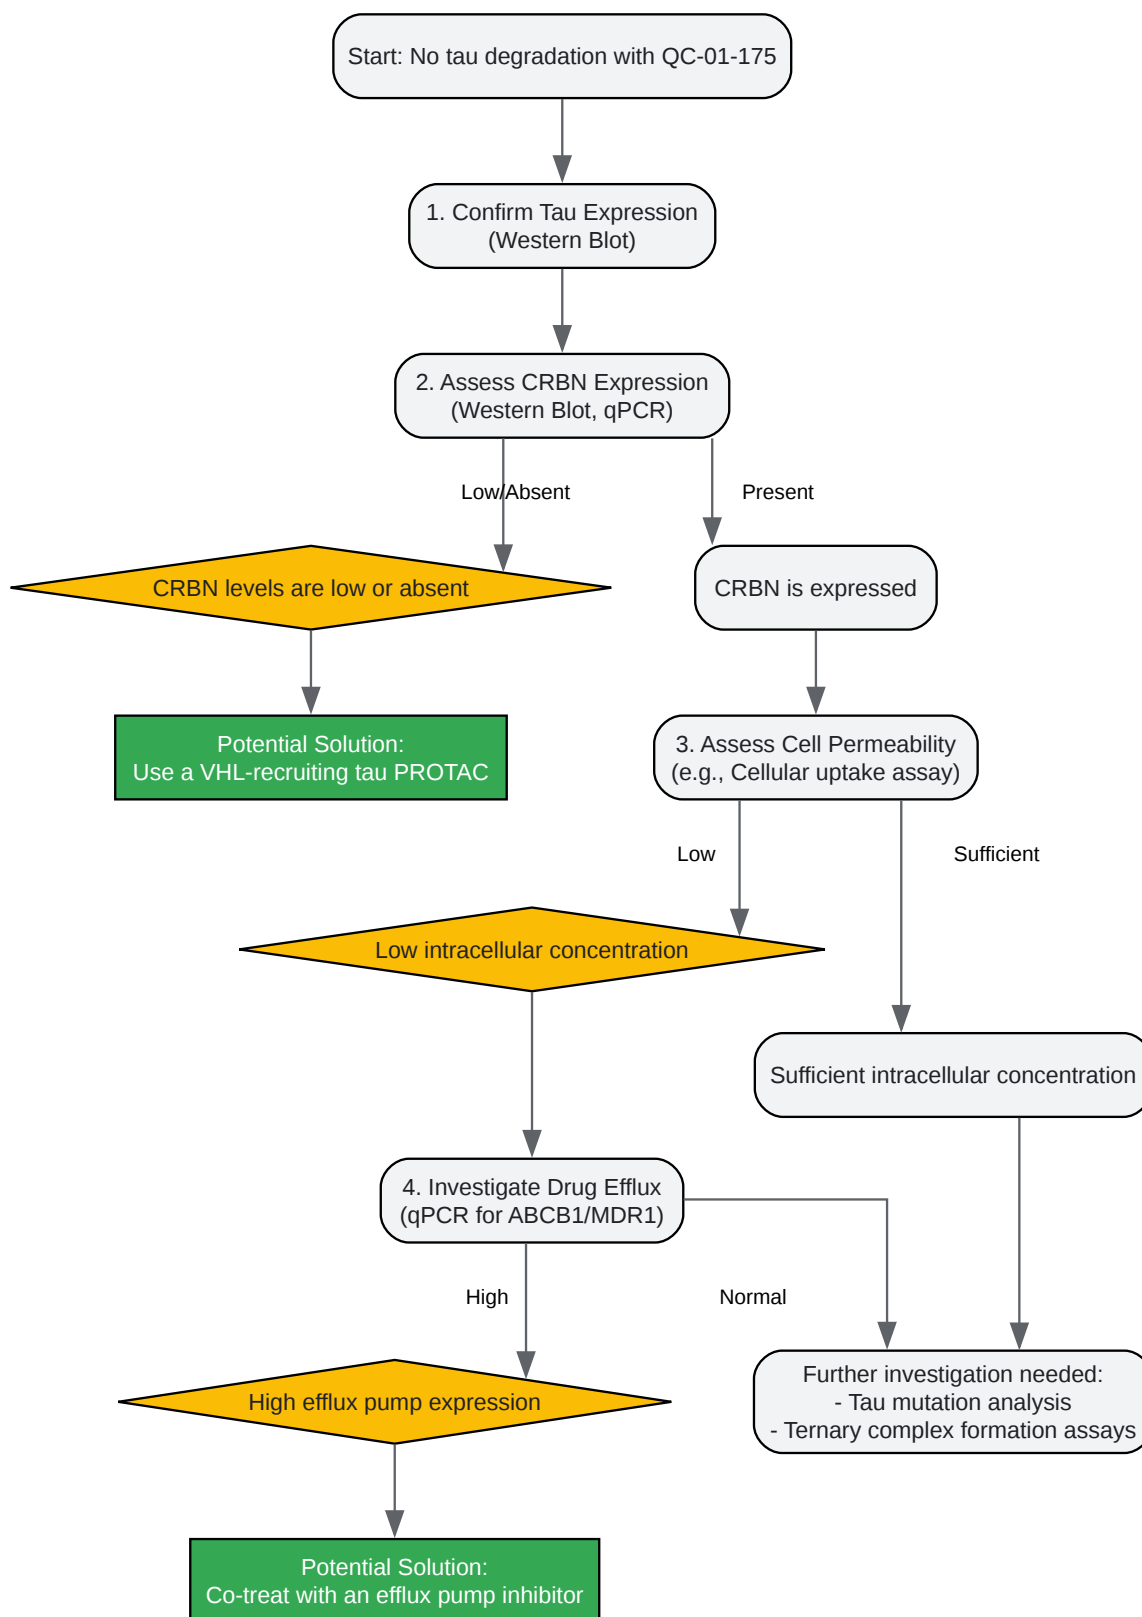 Start: No tau degradation with QC-01-175
1. Confirm Tau Expression
(Western Blot)
2. Assess CRBN Expression
(Western Blot, qPCR)
Low/Absent
Present
CRBN levels are low or absent
CRBN is expressed
Potential Solution:
Use a VHL-recruiting tau PROTAC
3. Assess Cell Permeability
(e.g., Cellular uptake assay)
Low
Sufficient
Low intracellular concentration
Sufficient intracellular concentration
4. Investigate Drug Efflux
(qPCR for ABCB1/MDR1)
High
Normal
High efflux pump expression
Further investigation needed:
- Tau mutation analysis
- Ternary complex formation assays
Potential Solution:
Co-treat with an efflux pump inhibitor